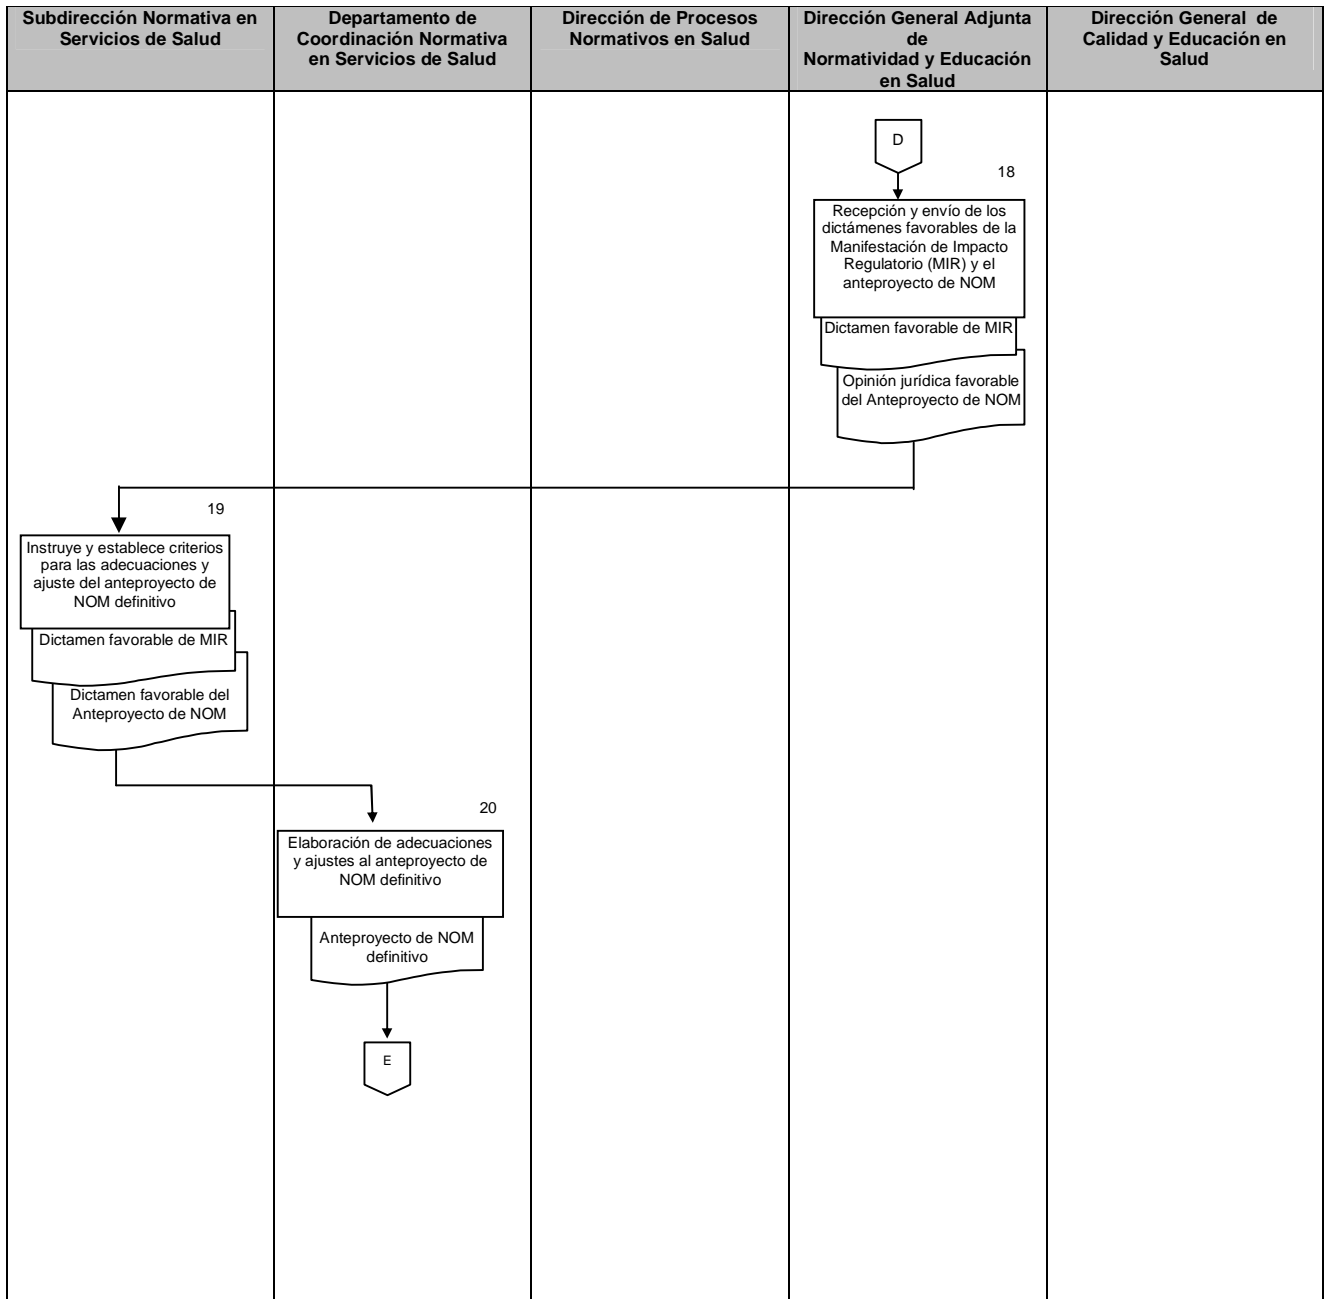 Subdirección Normativa en
Servicios de Salud
Departamento de
Coordinación Normativa
en Servicios de Salud
Dirección de Procesos
Normativos en Salud
Dirección General Adjunta
de
Normatividad y Educación
en Salud
Dirección General de
Calidad y Educación en
Salud
D
18
Recepción y envío de los
dictámenes favorables de la
Manifestación de Impacto
Regulatorio (MIR) y el
anteproyecto de NOM
Dictamen favorable de MIR
Opinión jurídica favorable
del Anteproyecto de NOM
19
Instruye y establece criterios
para las adecuaciones y
ajuste del anteproyecto de
NOM definitivo
Dictamen favorable de MIR
Dictamen favorable del
Anteproyecto de NOM
20
Elaboración de adecuaciones
y ajustes al anteproyecto de
NOM definitivo
Anteproyecto de NOM
definitivo
E